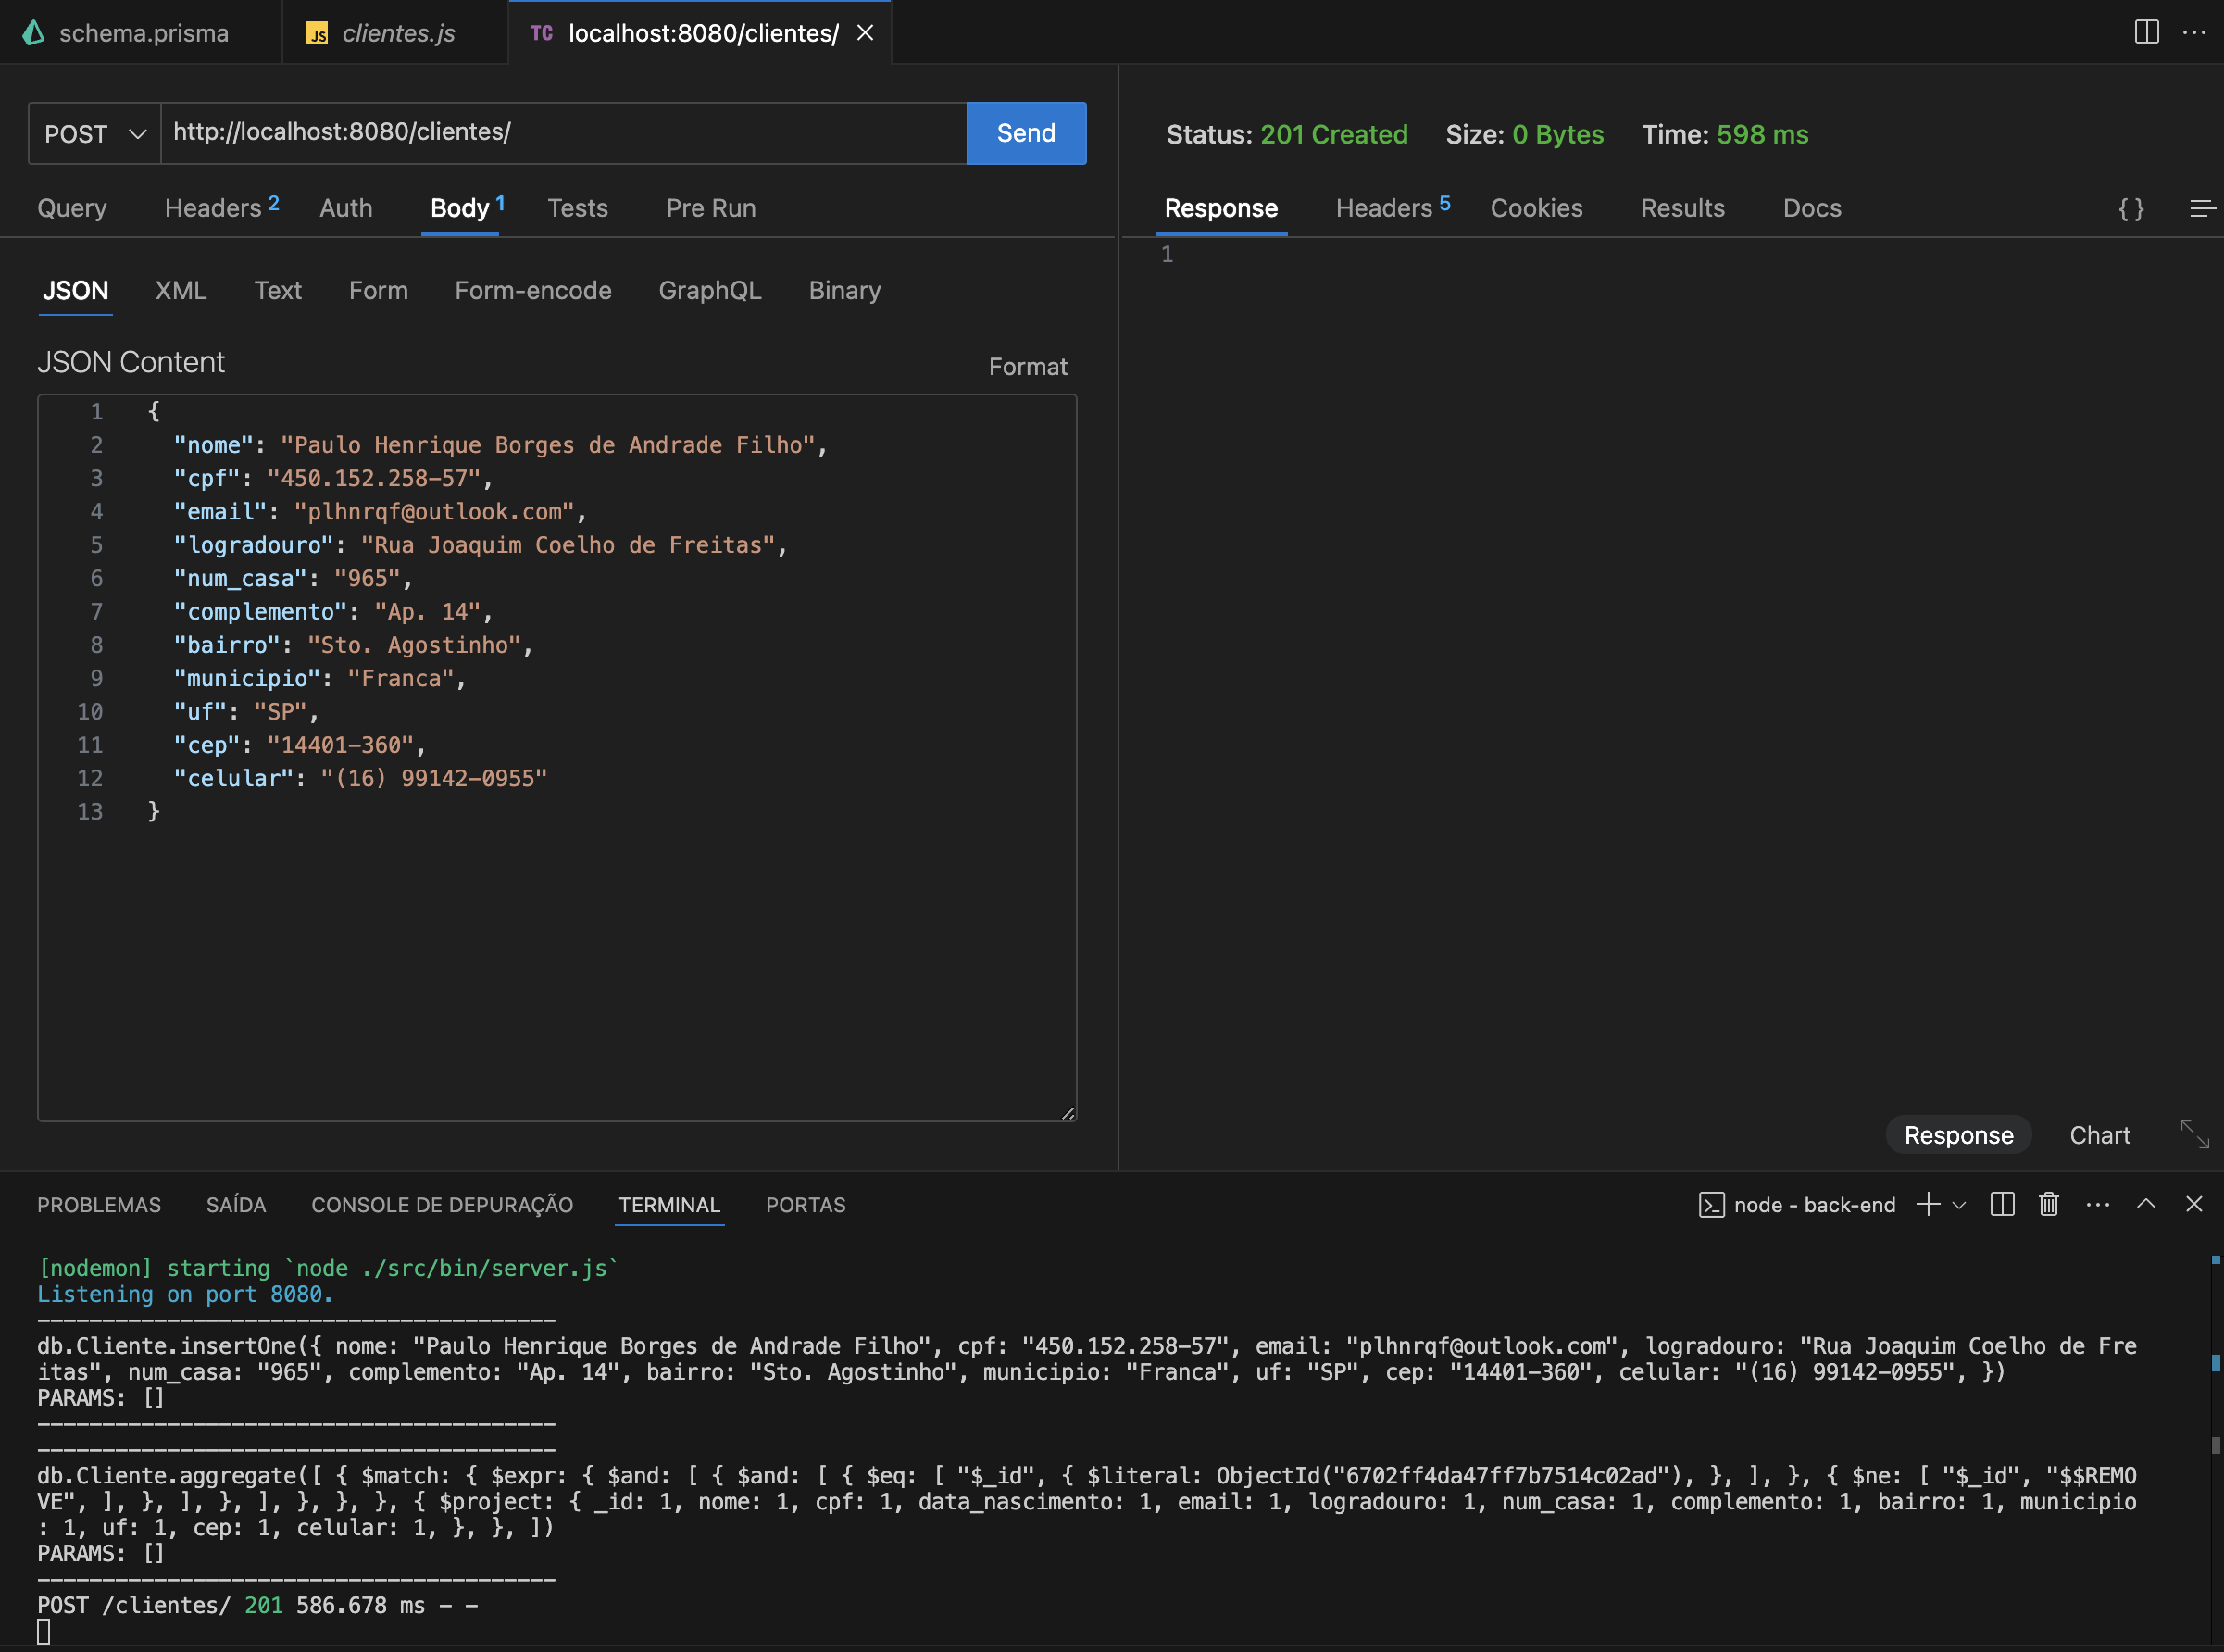 schema.prisma
JS clientes.js
TC localhost:8080/clientes/
POST http://localhost:8080/clientes/ Send
Query Headers 2 Auth Body 1 Tests Pre Run
JSON XML Text Form Form-encode GraphQL Binary
JSON Content Format
1 {
2 "nome": "Paulo Henrique Borges de Andrade Filho",
3 "cpf": "450.152.258-57",
4 "email": "plhnrqf@outlook.com",
5 "logradouro": "Rua Joaquim Coelho de Freitas",
6 "num_casa": "965",
7 "complemento": "Ap. 14",
8 "bairro": "Sto. Agostinho",
9 "municipio": "Franca",
10 "uf": "SP",
11 "cep": "14401-360",
12 "celular": "(16) 99142-0955"
13 }
Status: 201 Created Size: 0 Bytes Time: 598 ms
Response Headers 5 Cookies Results Docs { }
1
Response Chart
PROBLEMAS SAÍDA CONSOLE DE DEPURAÇÃO TERMINAL PORTAS
node - back-end
[nodemon] starting `node ./src/bin/server.js`
Listening on port 8080.
----------------------------------------
db.Cliente.insertOne({ nome: "Paulo Henrique Borges de Andrade Filho", cpf: "450.152.258-57", email: "plhnrqf@outlook.com", logradouro: "Rua Joaquim Coelho de Fre
itas", num_casa: "965", complemento: "Ap. 14", bairro: "Sto. Agostinho", municipio: "Franca", uf: "SP", cep: "14401-360", celular: "(16) 99142-0955", })
PARAMS: []
----------------------------------------
----------------------------------------
db.Cliente.aggregate([ { $match: { $expr: { $and: [ { $and: [ { $eq: [ "$_id", { $literal: ObjectId("6702ff4da47ff7b7514c02ad"), }, ], }, { $ne: [ "$_id", "$$REMO
VE", ], }, ], }, ], }, }, }, { $project: { _id: 1, nome: 1, cpf: 1, data_nascimento: 1, email: 1, logradouro: 1, num_casa: 1, complemento: 1, bairro: 1, municipio
: 1, uf: 1, cep: 1, celular: 1, }, }, ])
PARAMS: []
----------------------------------------
POST /clientes/ 201 586.678 ms - -